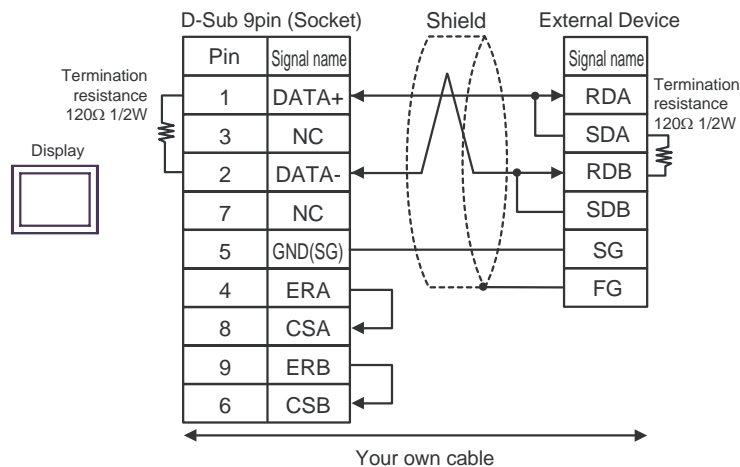 D-Sub 9pin (Socket)
Shield
External Device
Pin
Signal name
Signal name
Termination
resistance
120Ω 1/2W
Termination
resistance
120Ω 1/2W
1
DATA+
RDA
3
NC
SDA
Display
2
DATA-
RDB
7
NC
SDB
5
GND(SG)
SG
4
ERA
FG
8
CSA
9
ERB
6
CSB
Your own cable